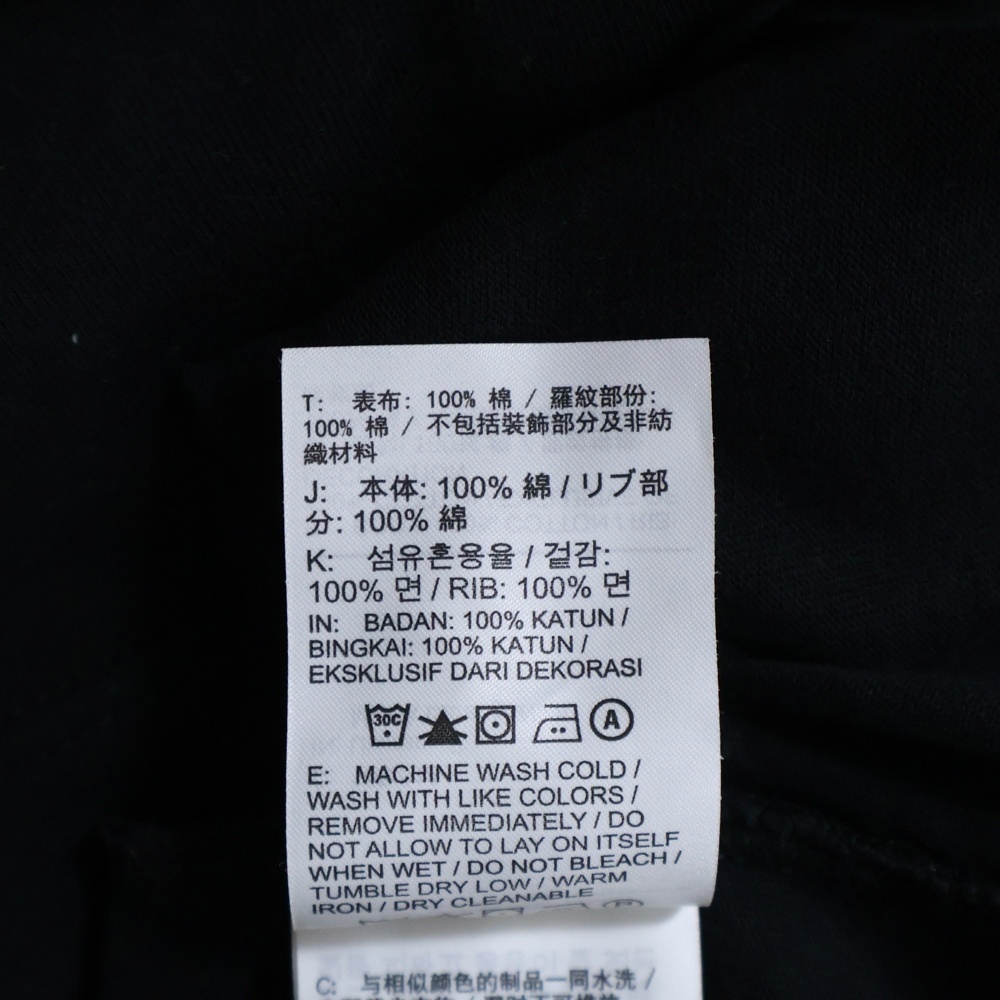 T: 表布: 100% 棉 / 羅紋部份:
100% 棉 / 不包括裝飾部分及非紡
織材料
J: 本体: 100% 綿 / リブ部
分: 100% 綿
K: 섬유혼용율 / 겉감:
100% 면 / RIB: 100% 면
IN: BADAN: 100% KATUN /
BINGKAI: 100% KATUN /
EKSKLUSIF DARI DEKORASI
30C A
E: MACHINE WASH COLD /
WASH WITH LIKE COLORS /
REMOVE IMMEDIATELY / DO
NOT ALLOW TO LAY ON ITSELF
WHEN WET / DO NOT BLEACH /
TUMBLE DRY LOW / WARM
IRON / DRY CLEANABLE
C: 与相似颜色的制品一同水洗 /